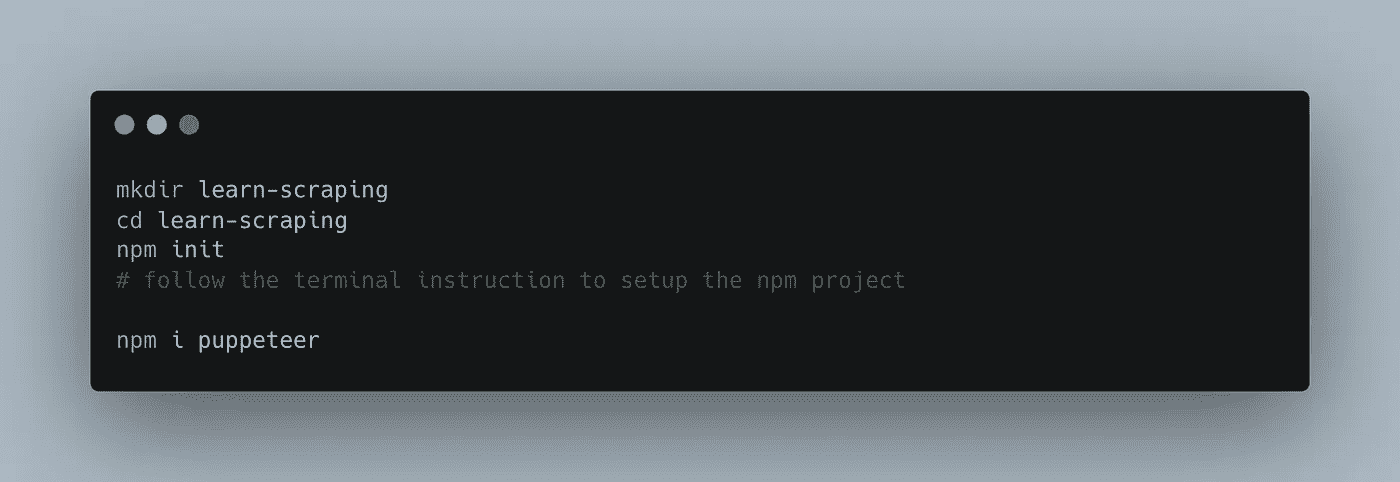 mkdir learn-scraping
cd learn-scraping
npm init
# follow the terminal instruction to setup the npm project
npm i puppeteer